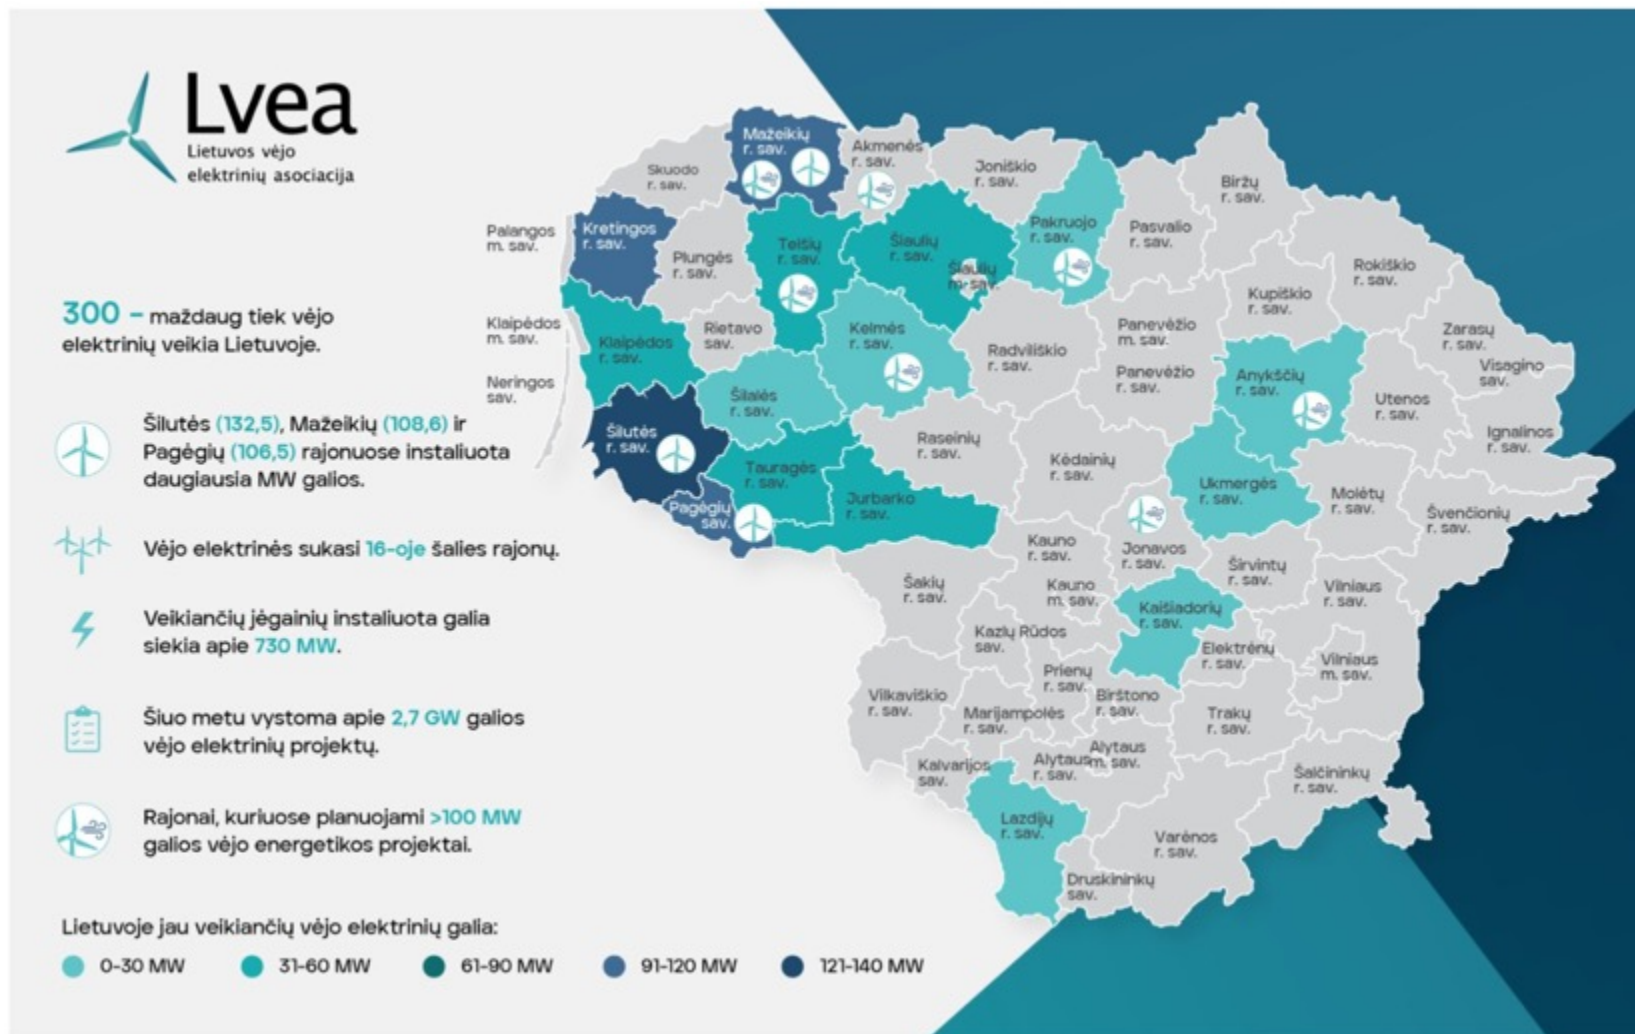 Lvea
Lietuvos vėjo
elektrinių asociacija
300 – maždaug tiek vėjo
elektrinių veikia Lietuvoje.
Šilutės (132,5), Mažeikių (108,6) ir
Pagėgių (106,5) rajonuose instaliuota
daugiausia MW galios.
Vėjo elektrinės sukasi 16-oje šalies rajonų.
Veikiančių jėgainių instaliuota galia
siekia apie 730 MW.
Šiuo metu vystoma apie 2,7 GW galios
vėjo elektrinių projektų.
Rajonai, kuriuose planuojami >100 MW
galios vėjo energetikos projektai.
Lietuvoje jau veikiančių vėjo elektrinių galia:
0-30 MW
31-60 MW
61-90 MW
91-120 MW
121-140 MW
Mažeikių
r. sav.
Akmenės
r. sav.
Skuodo
r. sav.
Joniškio
r. sav.
Biržų
r. sav.
Palangos
m. sav.
Kretingos
r. sav.
Plungės
r. sav.
Telšių
r. sav.
Šiaulių
r. sav.
Šiaulių
m. sav.
Pakruojo
r. sav.
Pasvalio
r. sav.
Rokiškio
r. sav.
Kupiškio
r. sav.
Klaipėdos
m. sav.
Klaipėdos
r. sav.
Rietavo
sav.
Kelmės
r. sav.
Radviliškio
r. sav.
Panevėžio
m. sav.
Panevėžio
r. sav.
Zarasų
r. sav.
Visagino
sav.
Neringos
sav.
Šilalės
r. sav.
Anykščių
r. sav.
Utenos
r. sav.
Ignalinos
r. sav.
Šilutės
r. sav.
Raseinių
r. sav.
Kėdainių
r. sav.
Tauragės
r. sav.
Jurbarko
r. sav.
Ukmergės
r. sav.
Molėtų
r. sav.
Švenčionių
r. sav.
Pagėgių
sav.
Kauno
r. sav.
Jonavos
r. sav.
Širvintų
r. sav.
Šakių
r. sav.
Kauno
m. sav.
Kaišiadorių
r. sav.
Vilniaus
r. sav.
Kazlų Rūdos
sav.
Elektrėnų
r. sav.
Vilniaus
m. sav.
Prienų
r. sav.
Birštono
r. sav.
Vilkaviškio
r. sav.
Marijampolės
r. sav.
Trakų
r. sav.
Kalvarijos
sav.
Alytaus
r. sav.
Alytaus
m. sav.
Šalčininkų
r. sav.
Lazdijų
r. sav.
Varėnos
r. sav.
Druskininkų
sav.